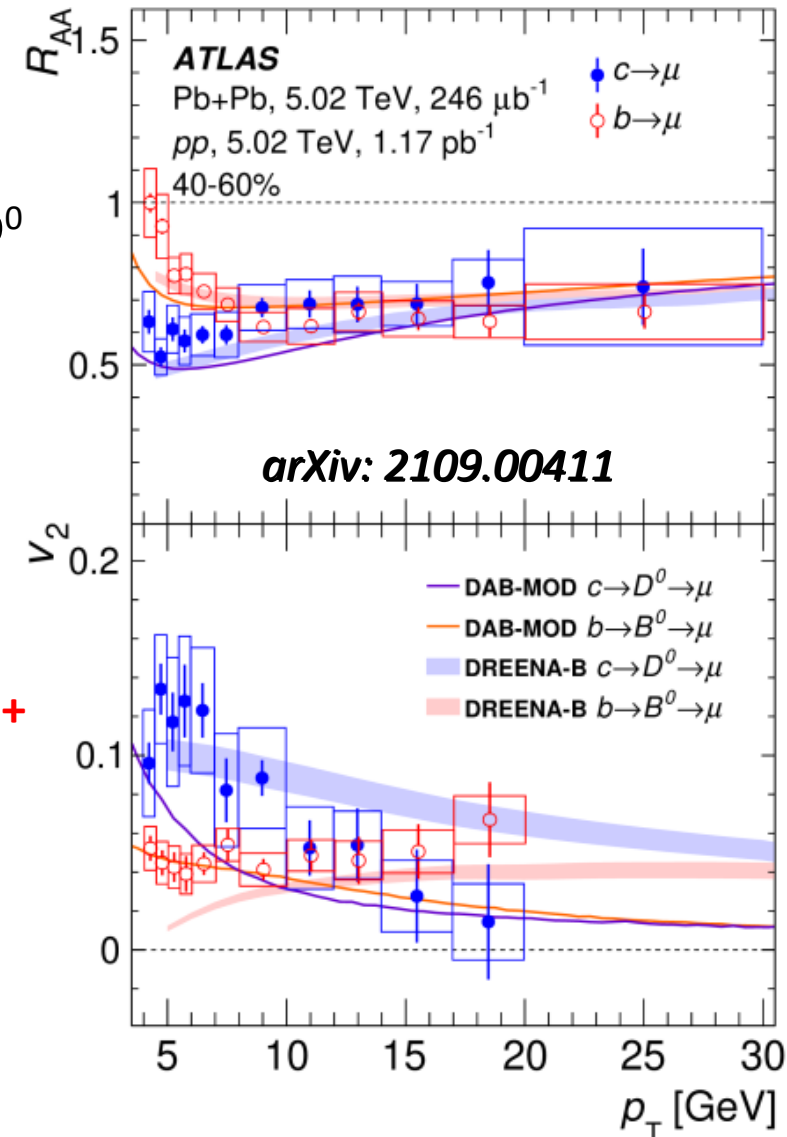 R_AA
1.5
1
0.5
ATLAS
Pb+Pb, 5.02 TeV, 246 μb⁻¹
pp, 5.02 TeV, 1.17 pb⁻¹
40-60%
c→μ
b→μ
0
arXiv: 2109.00411
v₂
0.2
0.1
0
DAB-MOD c→D⁰→μ
DAB-MOD b→B⁰→μ
DREENA-B c→D⁰→μ
DREENA-B b→B⁰→μ
+
5 10 15 20 25 30
p_T [GeV]